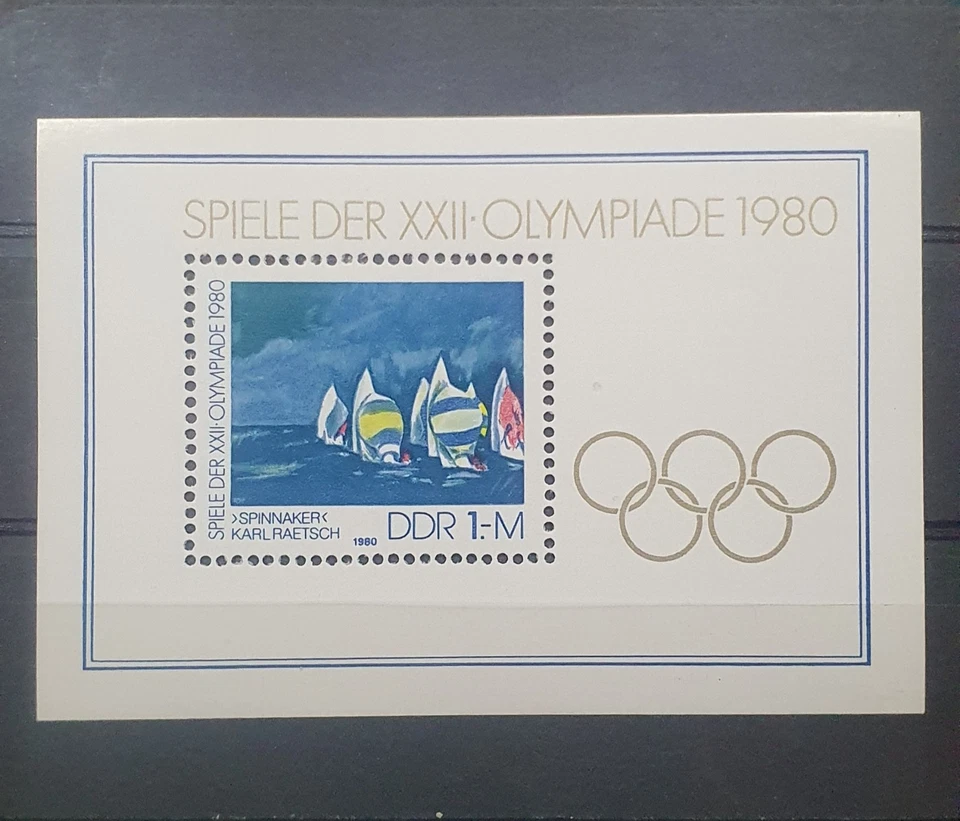 SPIELE DER XXII·OLYMPIADE 1980
SPIELE DER XXII·OLYMPIADE 1980
›SPINNAKER‹
KARL RAETSCH
1980
DDR 1.-M